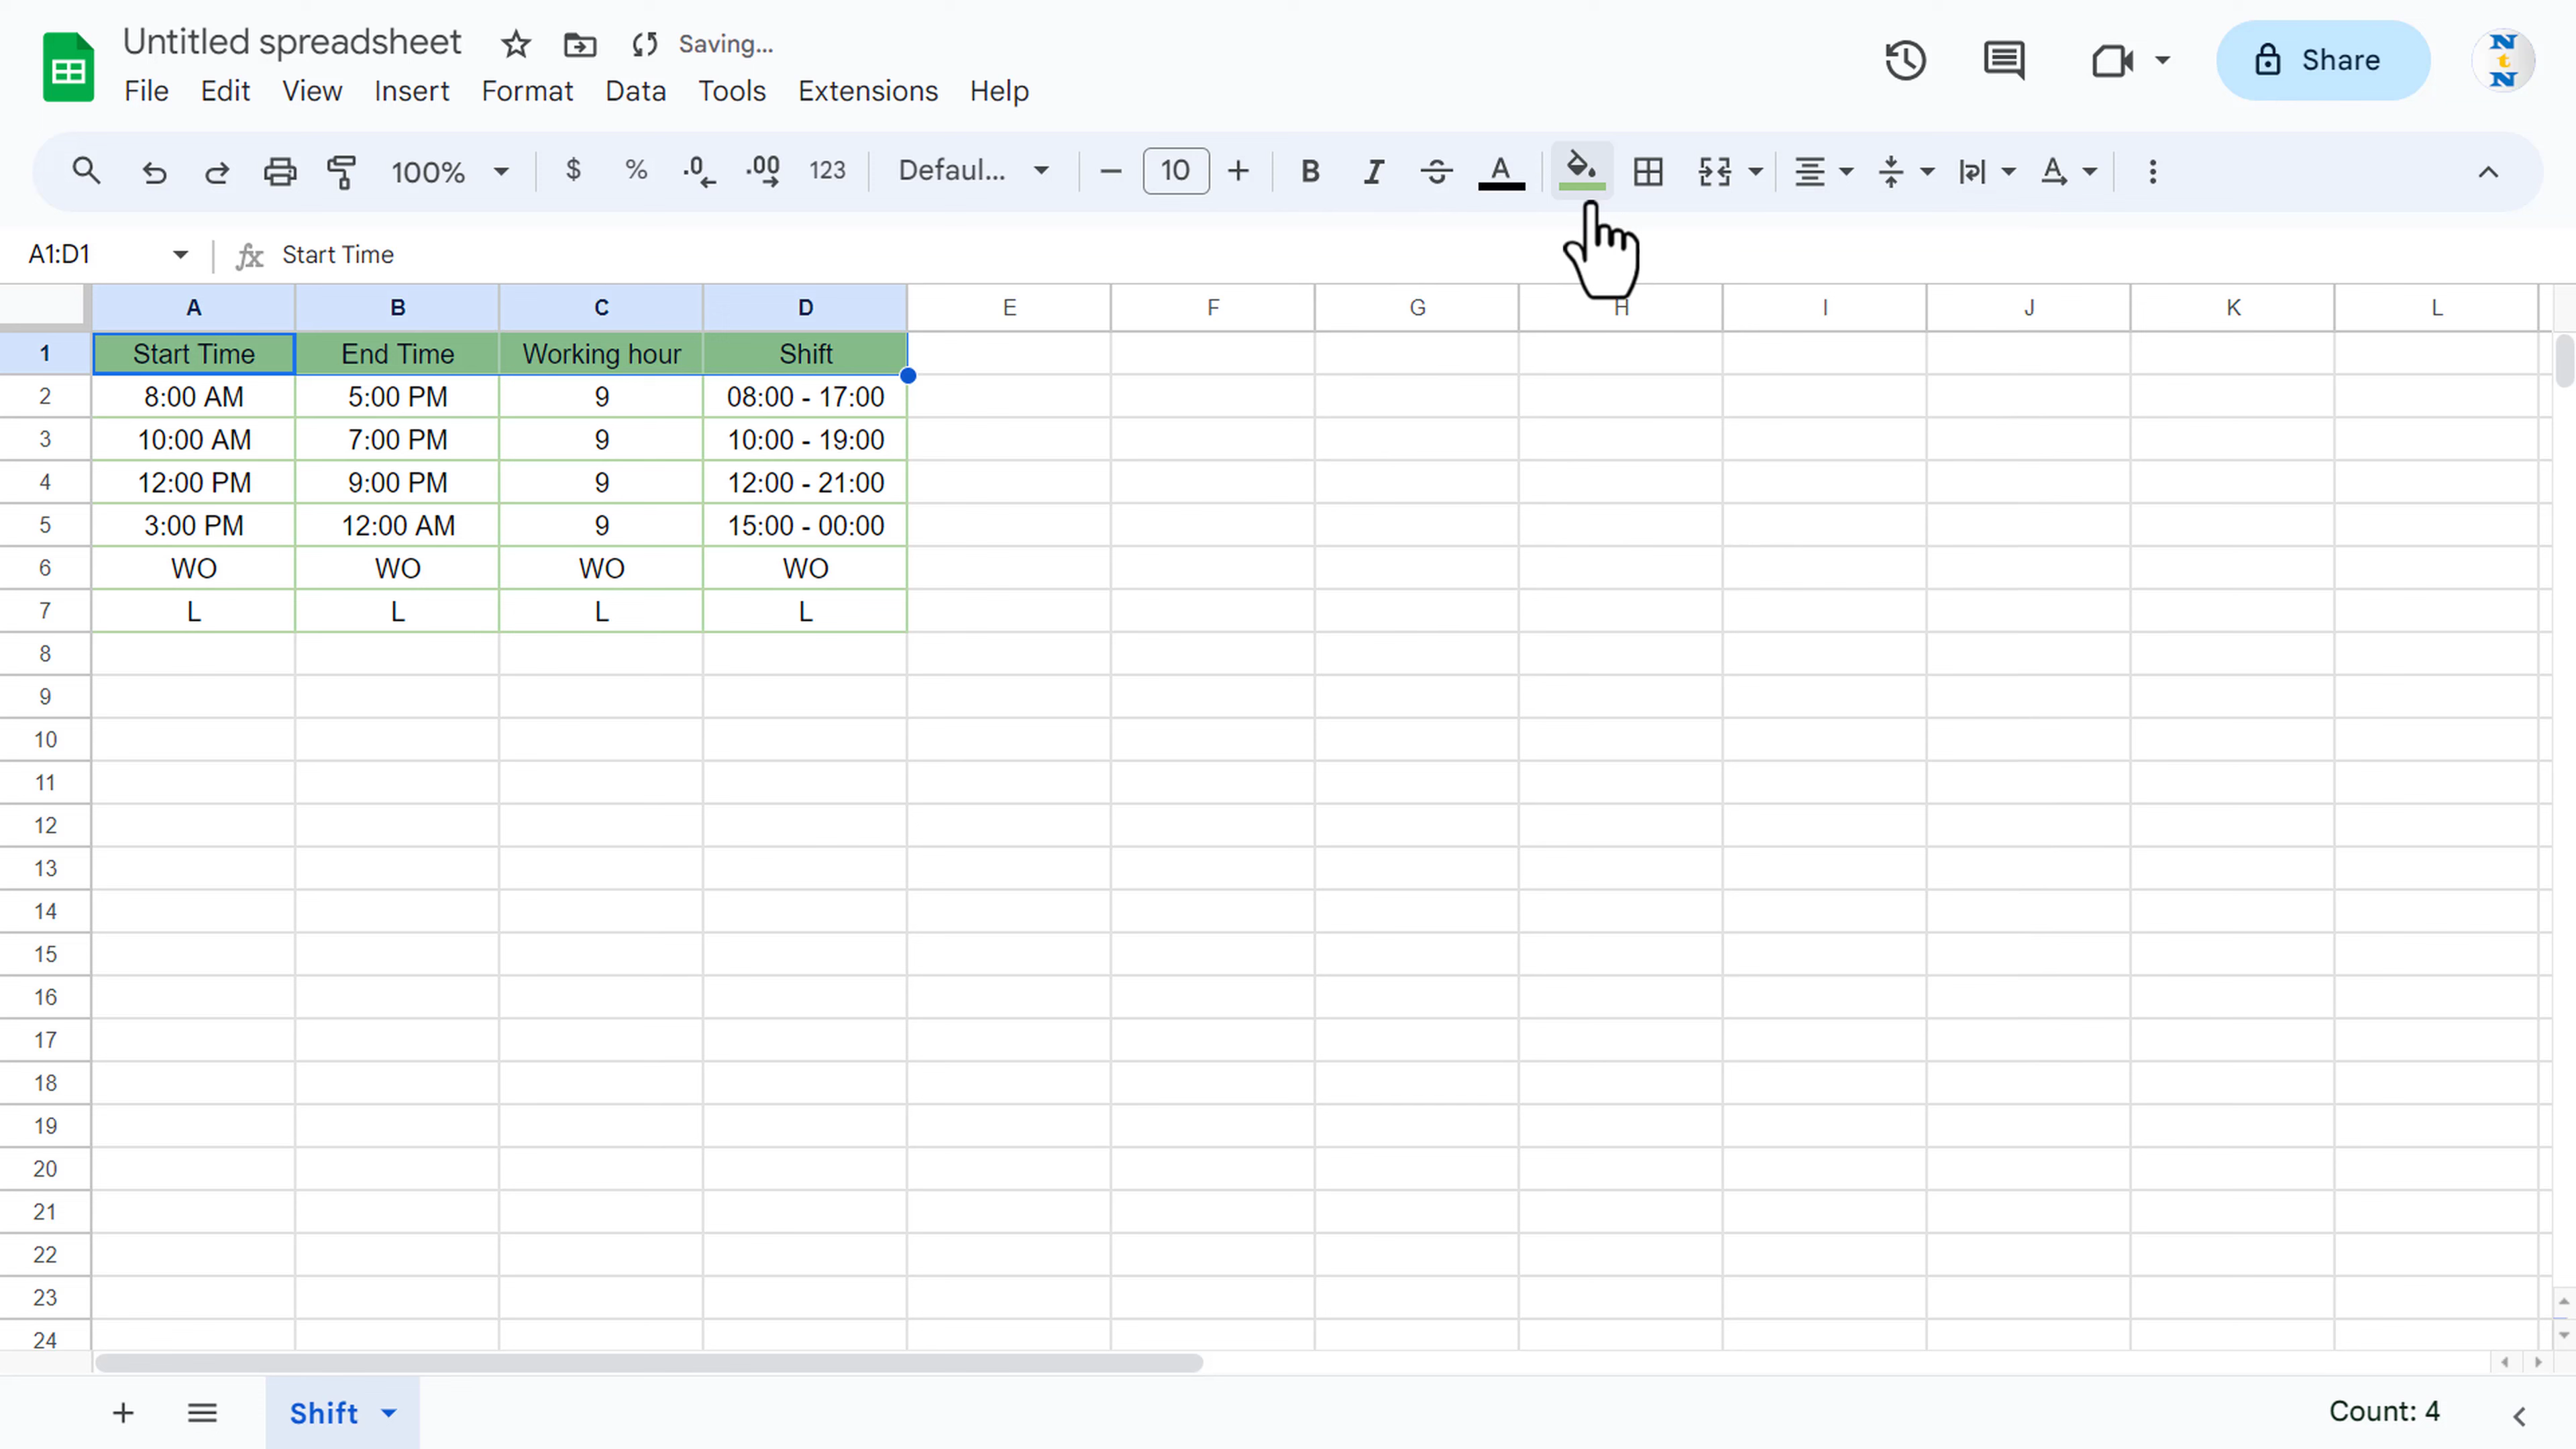 Untitled spreadsheet Saving...
File Edit View Insert Format Data Tools Extensions Help
Share
NtN
100% $ % .0 .00 123 Defaul... 10 B I S A A
A1:D1 fx Start Time
A B C D E F G H I J K L
1 Start Time End Time Working hour Shift
2 8:00 AM 5:00 PM 9 08:00 - 17:00
3 10:00 AM 7:00 PM 9 10:00 - 19:00
4 12:00 PM 9:00 PM 9 12:00 - 21:00
5 3:00 PM 12:00 AM 9 15:00 - 00:00
6 WO WO WO WO
7 L L L L
8
9
10
11
12
13
14
15
16
17
18
19
20
21
22
23
24
Shift Count: 4